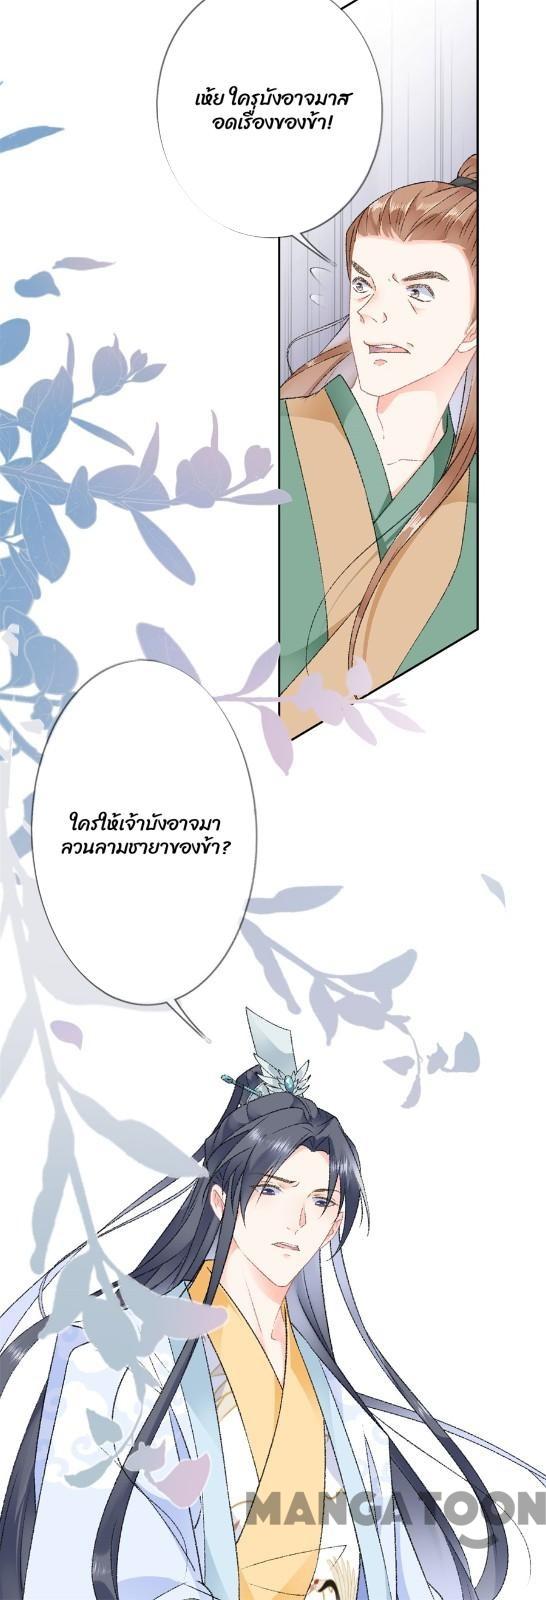 เห้ย ใครบังอาจมาส
อดเรื่องของข้า!
ใครให้เจ้าบังอาจมา
ลวนลามชายาของข้า?
MANGATOON